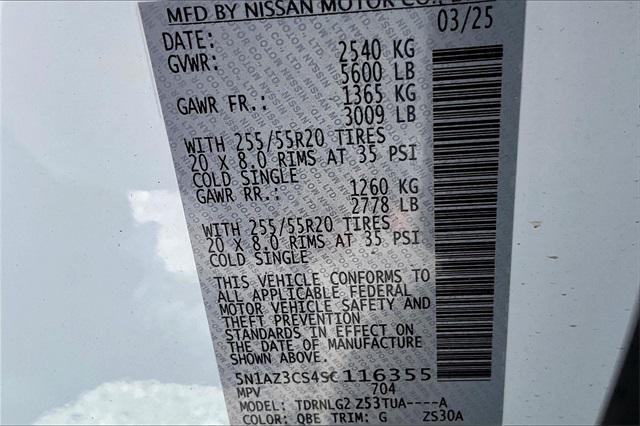 MFD BY NISSAN MOTOR CO.,
DATE: 03/25
GVWR: 2540 KG
5600 LB
GAWR FR.: 1365 KG
3009 LB
WITH 255/55R20 TIRES
20 X 8.0 RIMS AT 35 PSI
COLD SINGLE
GAWR RR.: 1260 KG
2778 LB
WITH 255/55R20 TIRES
20 X 8.0 RIMS AT 35 PSI
COLD SINGLE
THIS VEHICLE CONFORMS TO
ALL APPLICABLE FEDERAL
MOTOR VEHICLE SAFETY AND
THEFT PREVENTION
STANDARDS IN EFFECT ON
THE DATE OF MANUFACTURE
SHOWN ABOVE.
5N1AZ3CS4SC116355
MPV 704
MODEL: TDRNLG2 Z53TUA----A
COLOR: QBE TRIM: G ZS30A